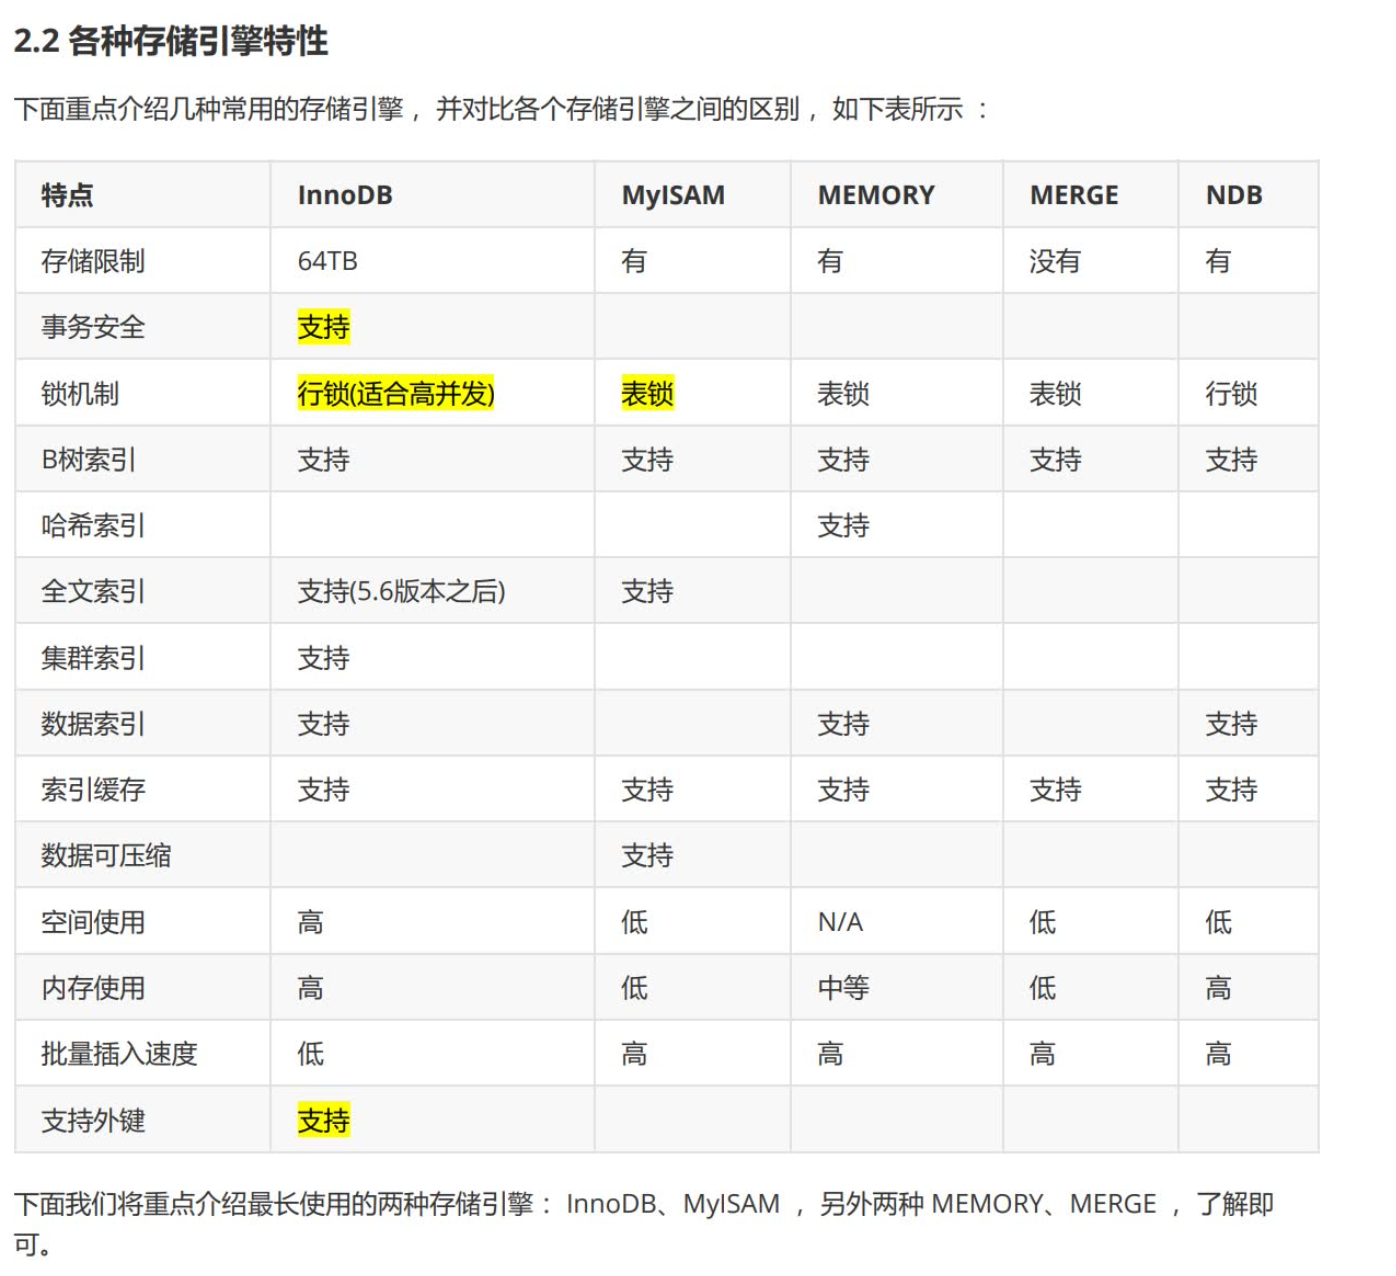 2.2 各种存储引擎特性
下面重点介绍几种常用的存储引擎， 并对比各个存储引擎之间的区别， 如下表所示 ：
特点 InnoDB MyISAM MEMORY MERGE NDB
存储限制 64TB 有 有 没有 有
事务安全 支持
锁机制 行锁(适合高并发) 表锁 表锁 表锁 行锁
B树索引 支持 支持 支持 支持 支持
哈希索引 支持
全文索引 支持(5.6版本之后) 支持
集群索引 支持
数据索引 支持 支持 支持
索引缓存 支持 支持 支持 支持 支持
数据可压缩 支持
空间使用 高 低 N/A 低 低
内存使用 高 低 中等 低 高
批量插入速度 低 高 高 高 高
支持外键 支持
下面我们将重点介绍最长使用的两种存储引擎： InnoDB、MyISAM ， 另外两种 MEMORY、MERGE ， 了解即
可。